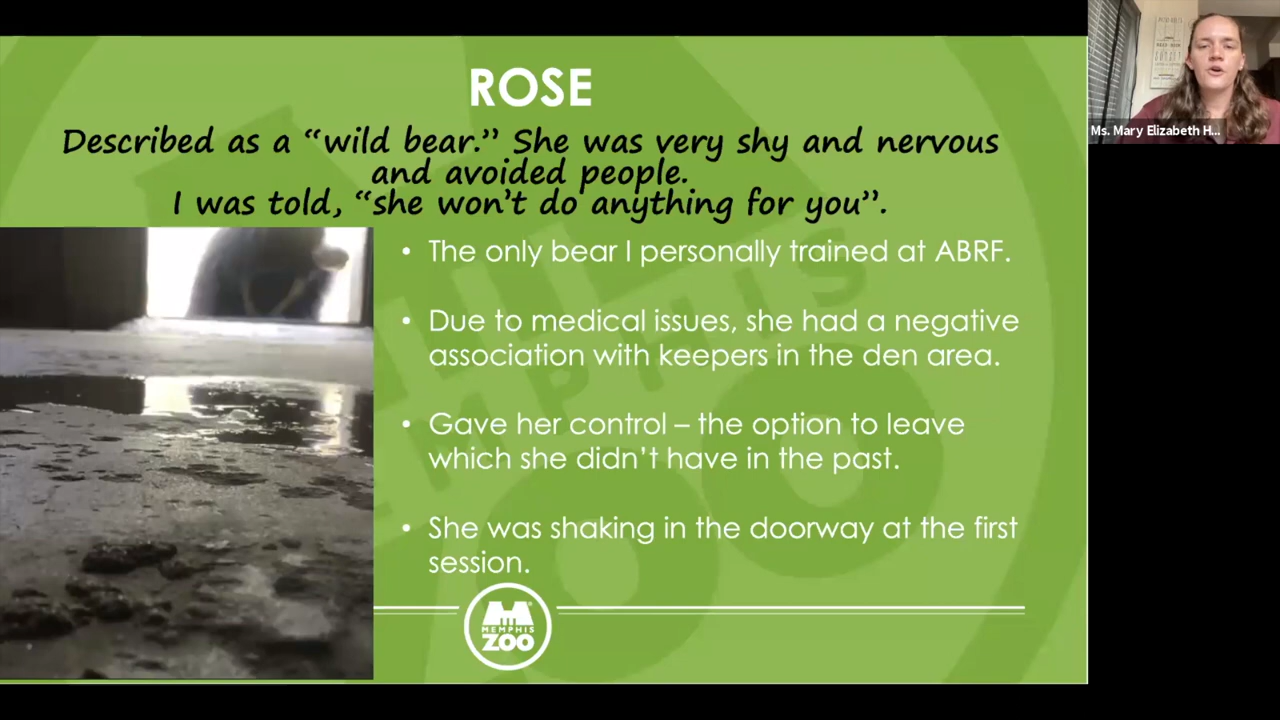 ROSE
Described as a “wild bear.” She was very shy and nervous
and avoided people.
I was told, “she won’t do anything for you”.
• The only bear I personally trained at ABRF.
• Due to medical issues, she had a negative
association with keepers in the den area.
• Gave her control – the option to leave
which she didn’t have in the past.
• She was shaking in the doorway at the first
session.
MEMPHIS
ZOO
Ms. Mary Elizabeth H...